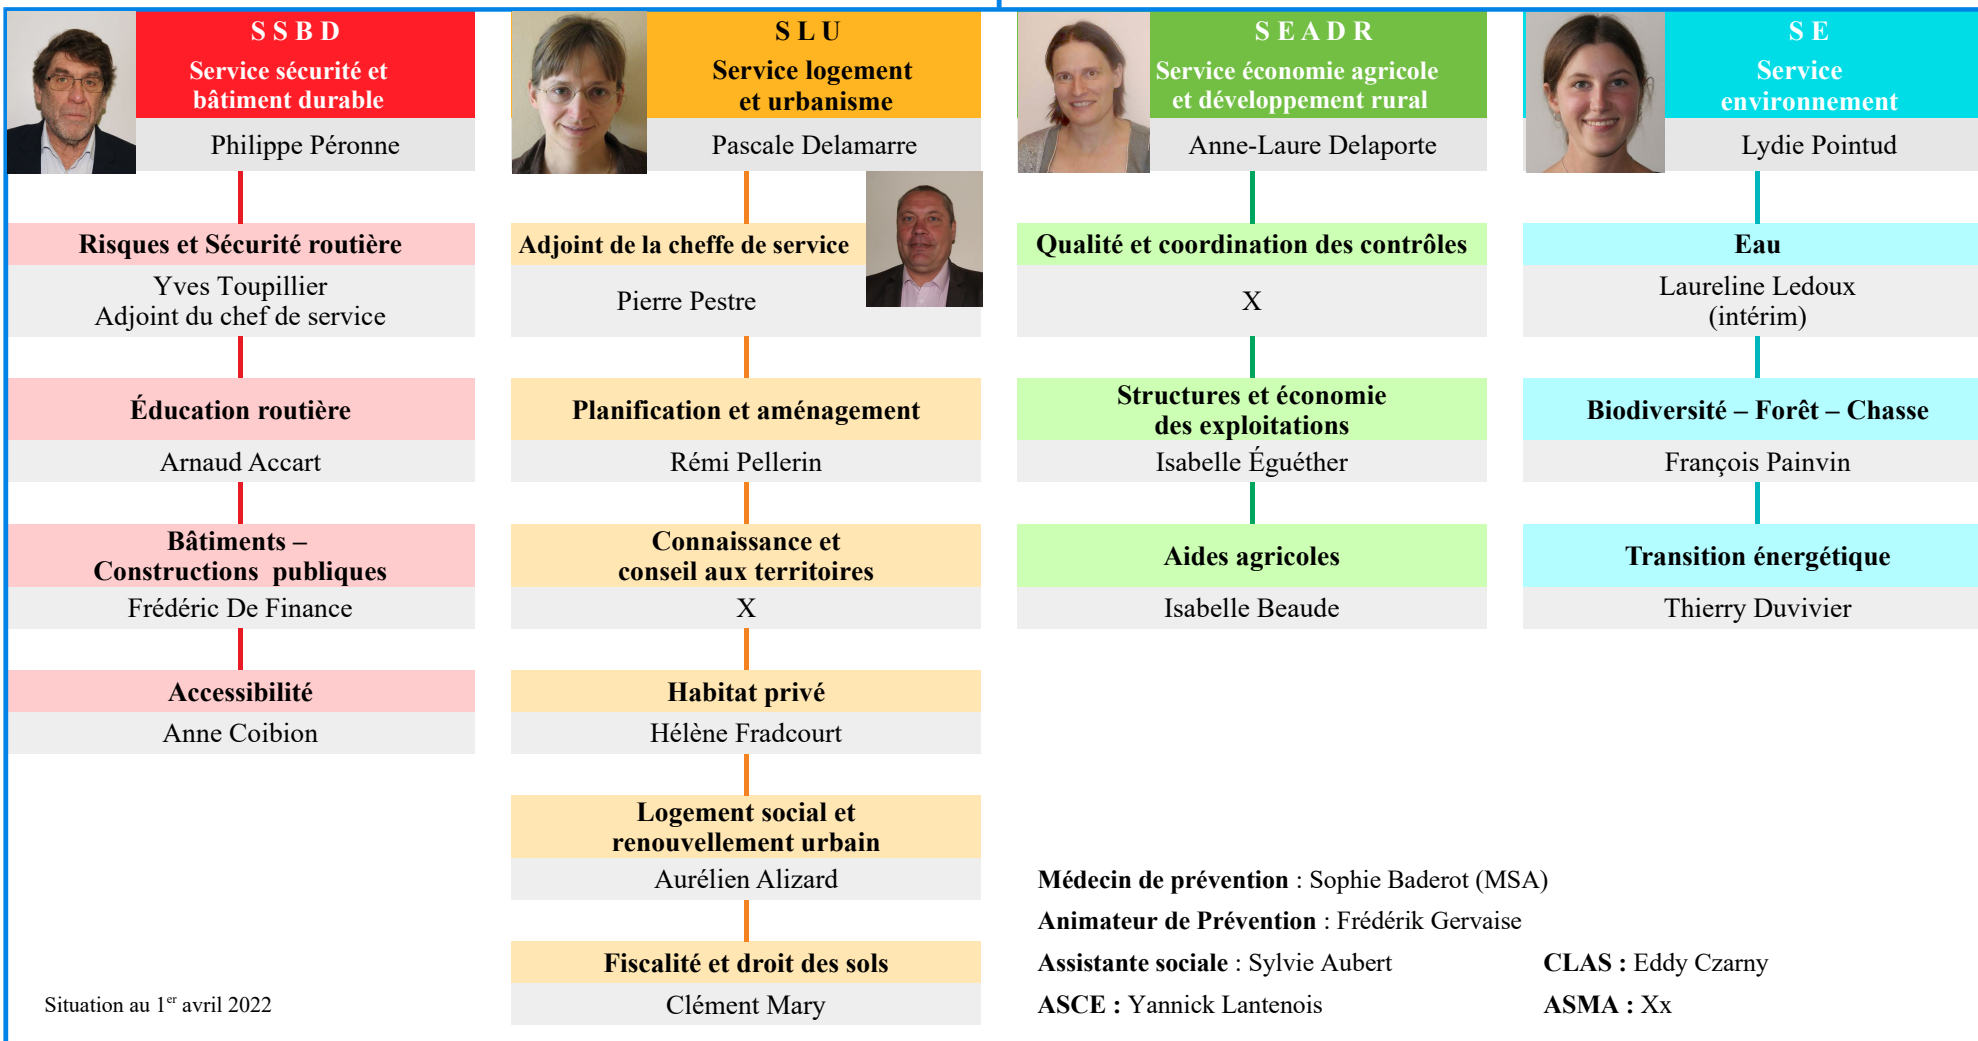 S S B D
Service sécurité et
bâtiment durable
Philippe Péronne
Risques et Sécurité routière
Yves Toupillier
Adjoint du chef de service
Éducation routière
Arnaud Accart
Bâtiments –
Constructions publiques
Frédéric De Finance
Accessibilité
Anne Coibion
S L U
Service logement
et urbanisme
Pascale Delamarre
Adjoint de la cheffe de service
Pierre Pestre
Planification et aménagement
Rémi Pellerin
Connaissance et
conseil aux territoires
X
Habitat privé
Hélène Fradcourt
Logement social et
renouvellement urbain
Aurélien Alizard
Fiscalité et droit des sols
Clément Mary
S E A D R
Service économie agricole
et développement rural
Anne-Laure Delaporte
Qualité et coordination des contrôles
X
Structures et économie
des exploitations
Isabelle Éguéther
Aides agricoles
Isabelle Beaude
S E
Service
environnement
Lydie Pointud
Eau
Laureline Ledoux
(intérim)
Biodiversité – Forêt – Chasse
François Painvin
Transition énergétique
Thierry Duvivier
Médecin de prévention : Sophie Baderot (MSA)
Animateur de Prévention : Frédérik Gervaise
Assistante sociale : Sylvie Aubert
CLAS : Eddy Czarny
ASCE : Yannick Lantenois
ASMA : Xx
Situation au 1er avril 2022